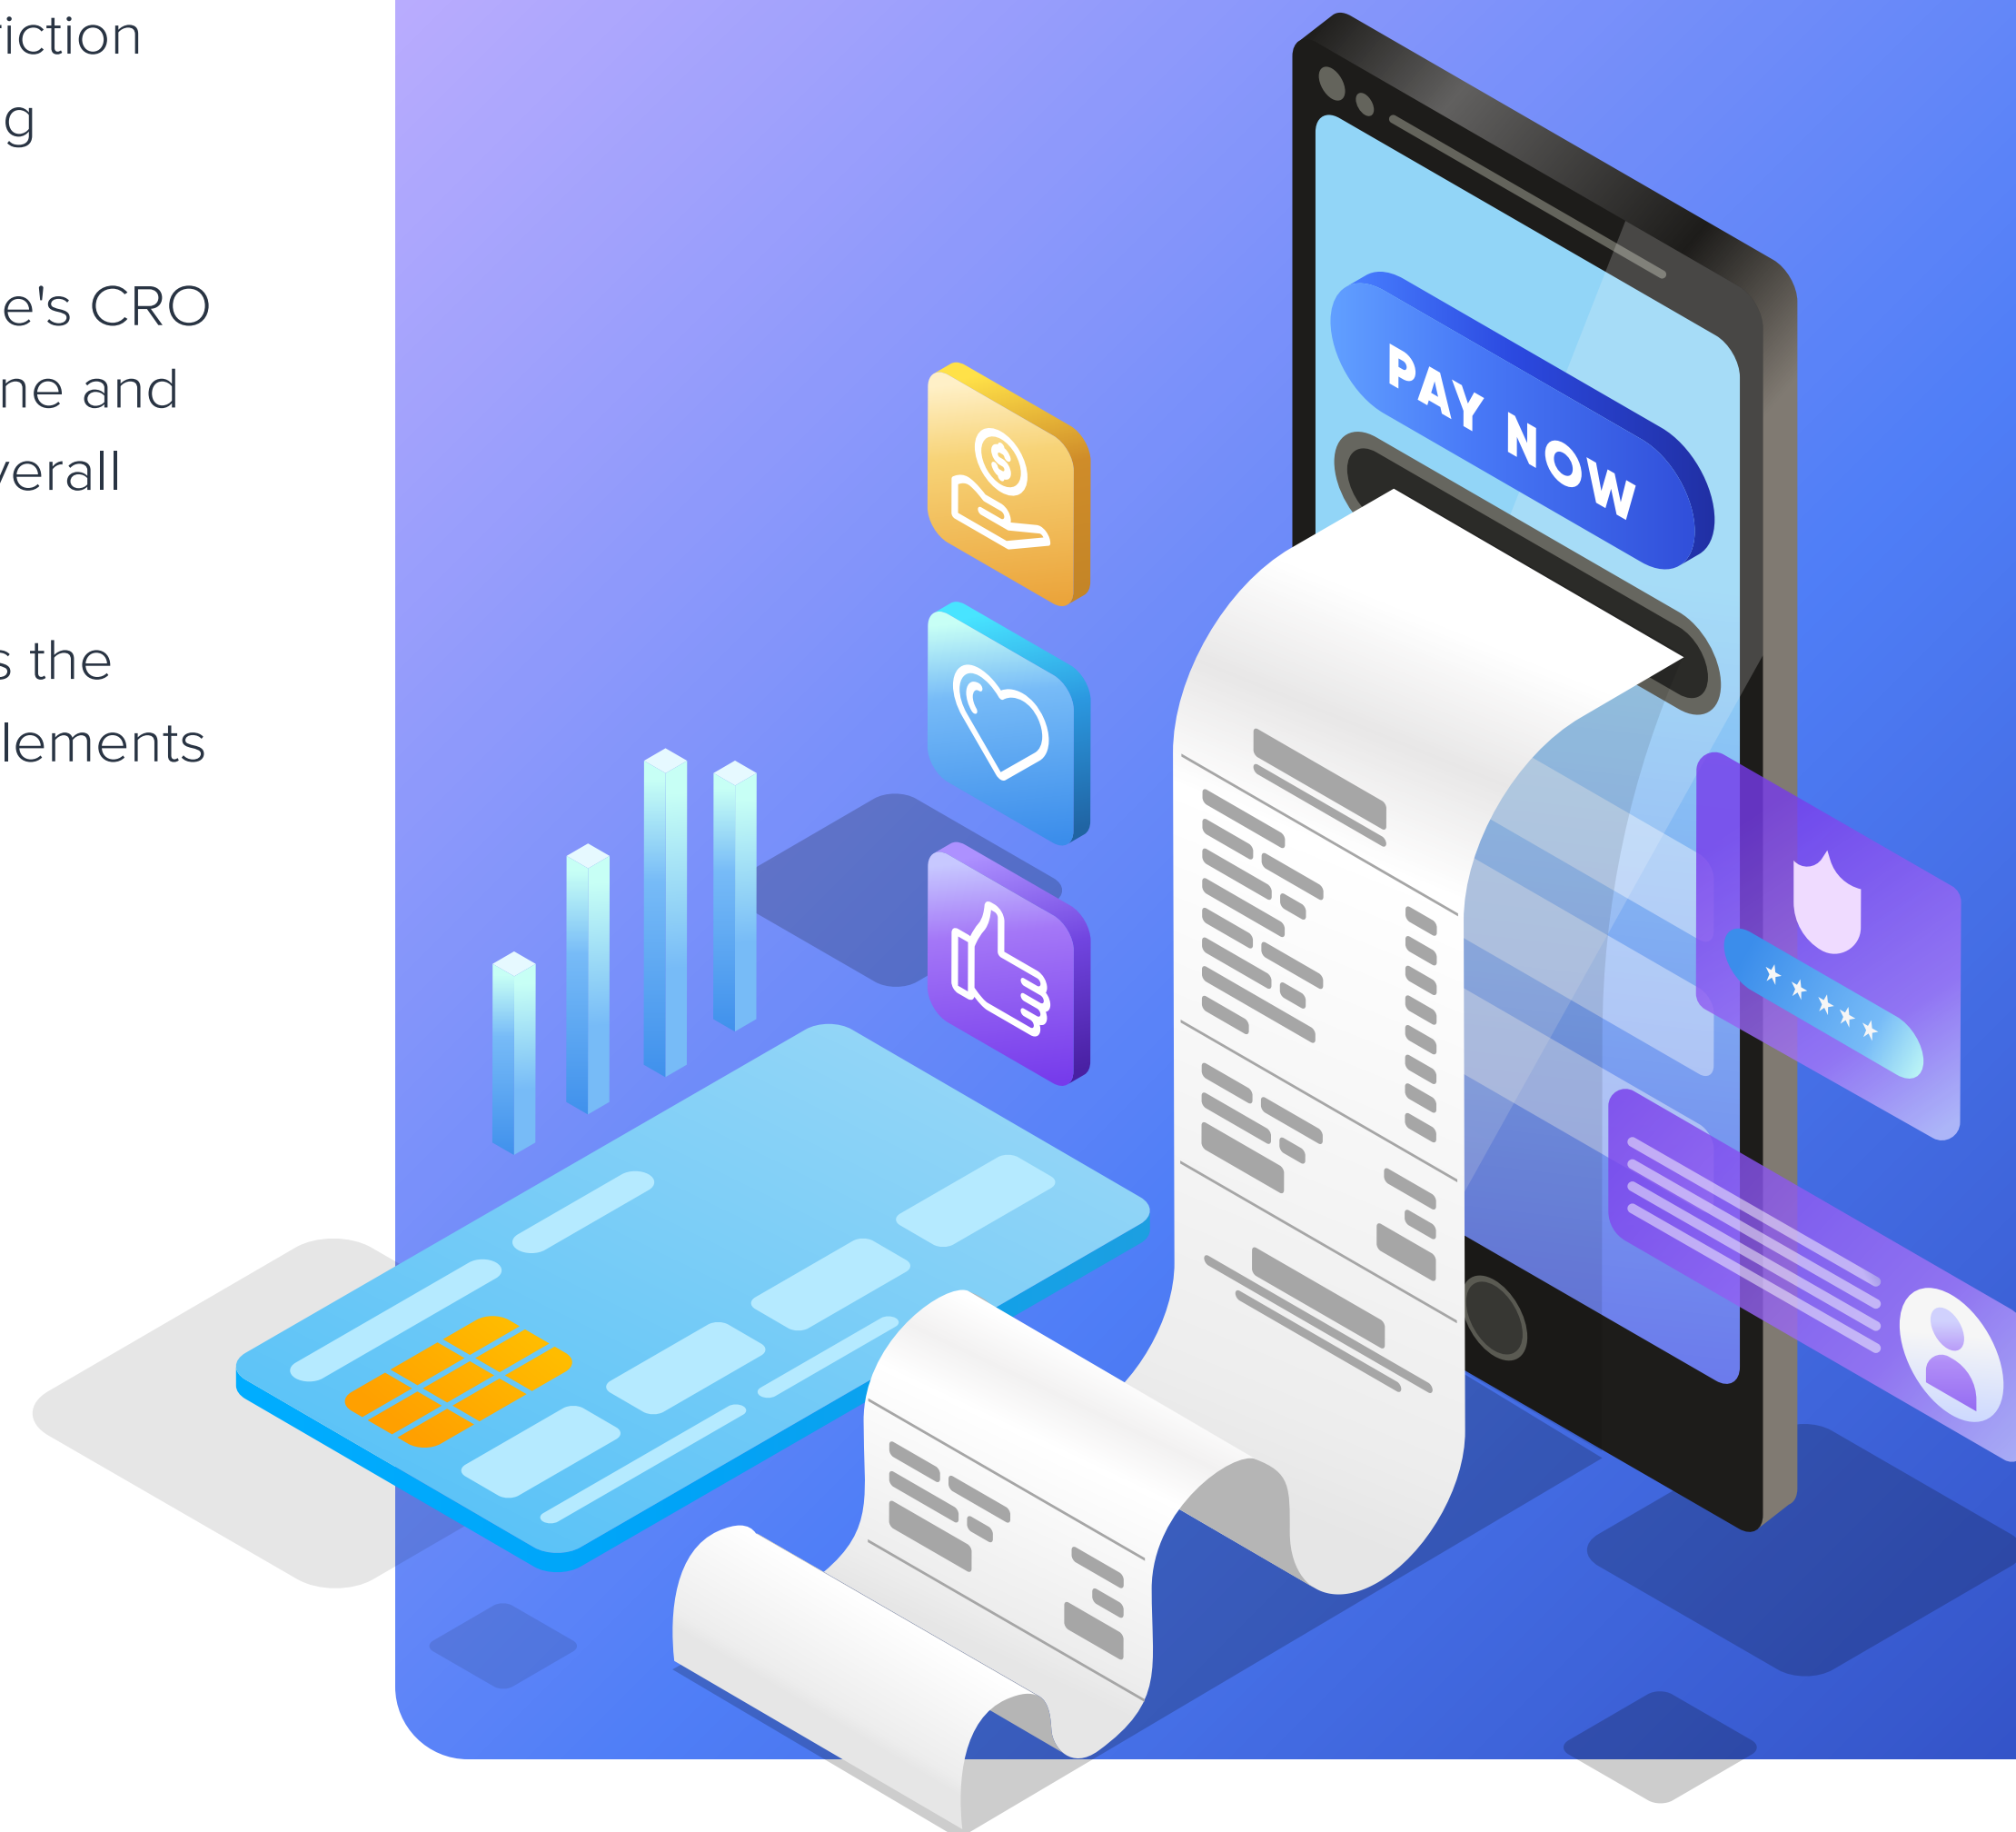 iction
g
e's CRO
ne and
verall
s the
lements
PAY NOW